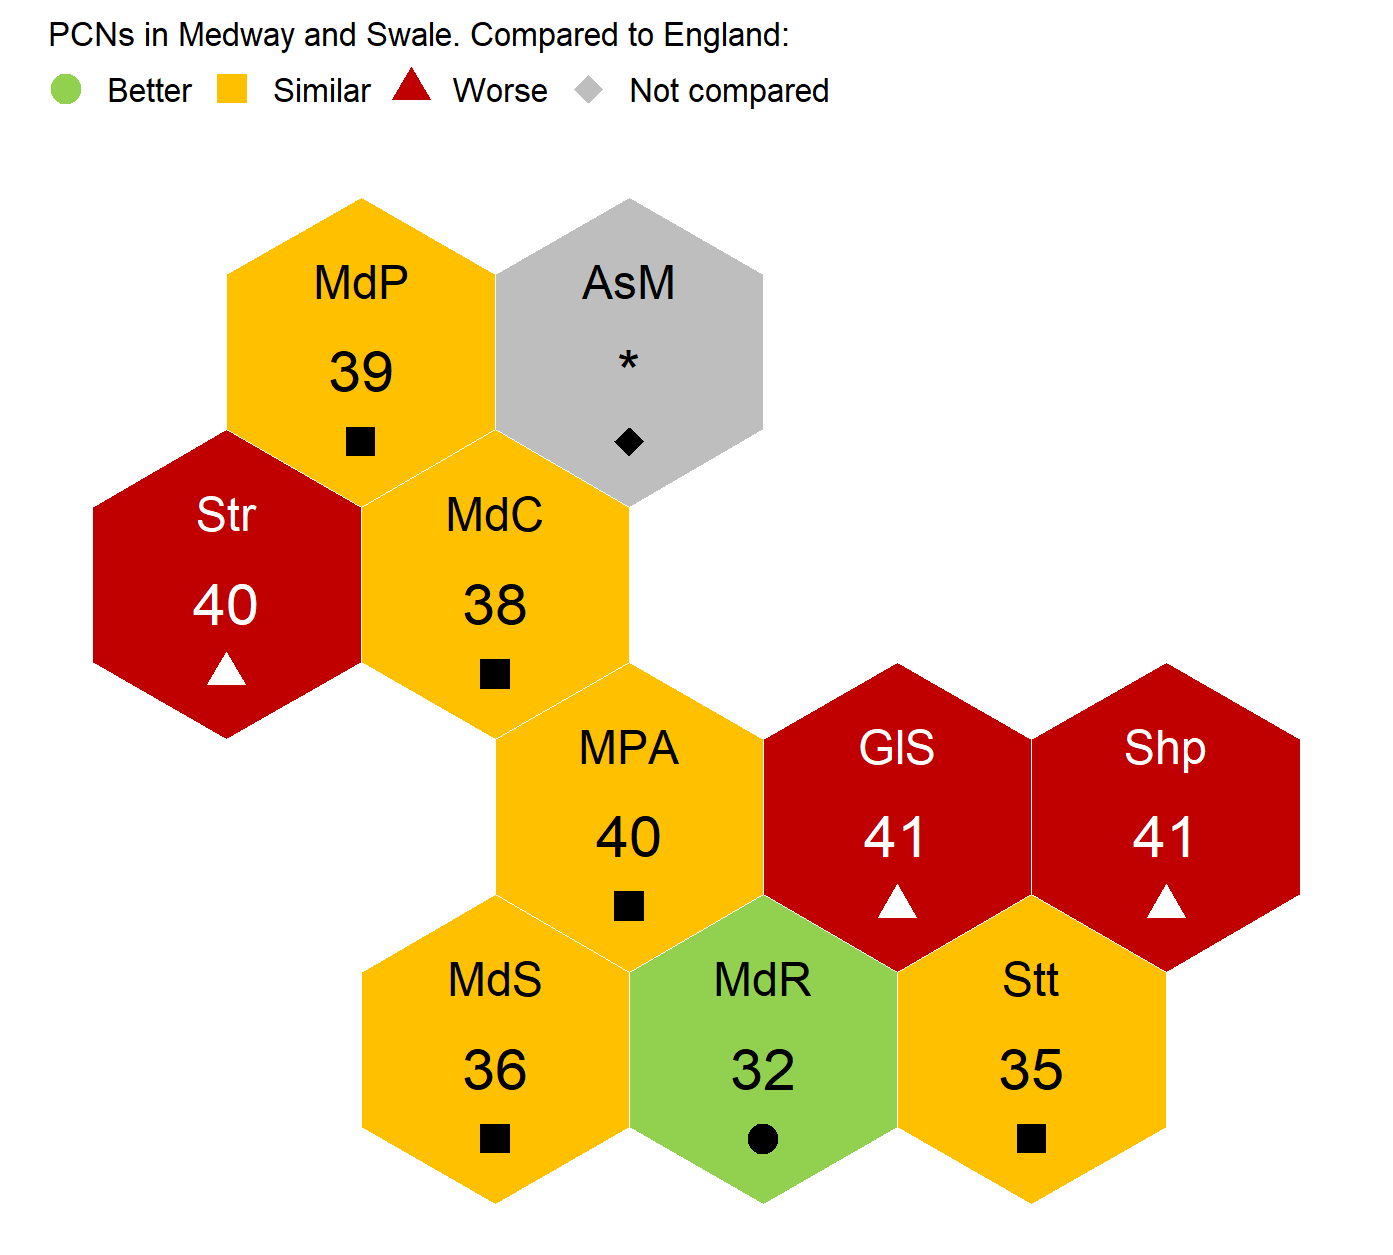 PCNs in Medway and Swale. Compared to England:
Better Similar Worse Not compared
MdP AsM
39 *
Str MdC
40 38
MPA GlS Shp
40 41 41
MdS MdR Stt
36 32 35